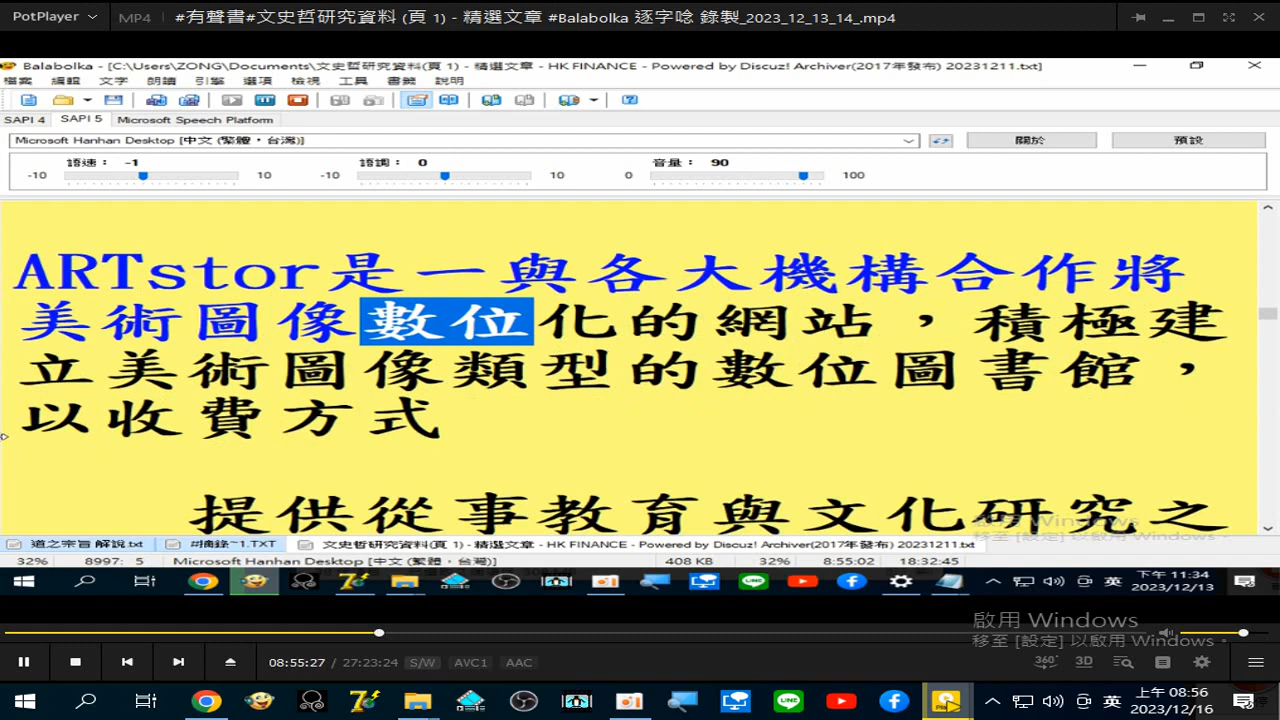 PotPlayer MP4 #有聲書#文史哲研究資料 (頁 1) - 精選文章 #Balabolka 逐字唸 錄製_2023_12_13_14_.mp4
Balabolka - [C:\Users\ZONG\Documents\文史哲研究資料(頁 1) - 精選文章 - HK FINANCE - Powered by Discuz! Archiver(2017年發布) 20231211.txt]
檔案 編輯 文字 朗讀 引擎 選項 檢視 工具 書籤 說明
SAPI 4 SAPI 5 Microsoft Speech Platform
Microsoft Hanhan Desktop [中文 (繁體，台灣)] 關於 預設
語速： -1 語調： 0 音量： 90
-10 10 -10 10 0 100
ARTstor是一與各大機構合作將
美術圖像數位化的網站，積極建
立美術圖像類型的數位圖書館，
以收費方式
提供從事教育與文化研究之
啟用 Windows
移至 [設定] 以啟用 Windows。
道之宗旨 解說.txt #摘錄~1.TXT 文史哲研究資料(頁 1) - 精選文章 - HK FINANCE - Powered by Discuz! Archiver(2017年發布) 20231211.txt
32% 8997: 5 Microsoft Hanhan Desktop [中文 (繁體，台灣)] 408 KB 32% 8:55:02 18:32:45
英 下午 11:34
2023/12/13
啟用 Windows
移至 [設定] 以啟用 Windows。
08:55:27 / 27:23:24 S/W AVC1 AAC 360° 3D
英 上午 08:56
2023/12/16